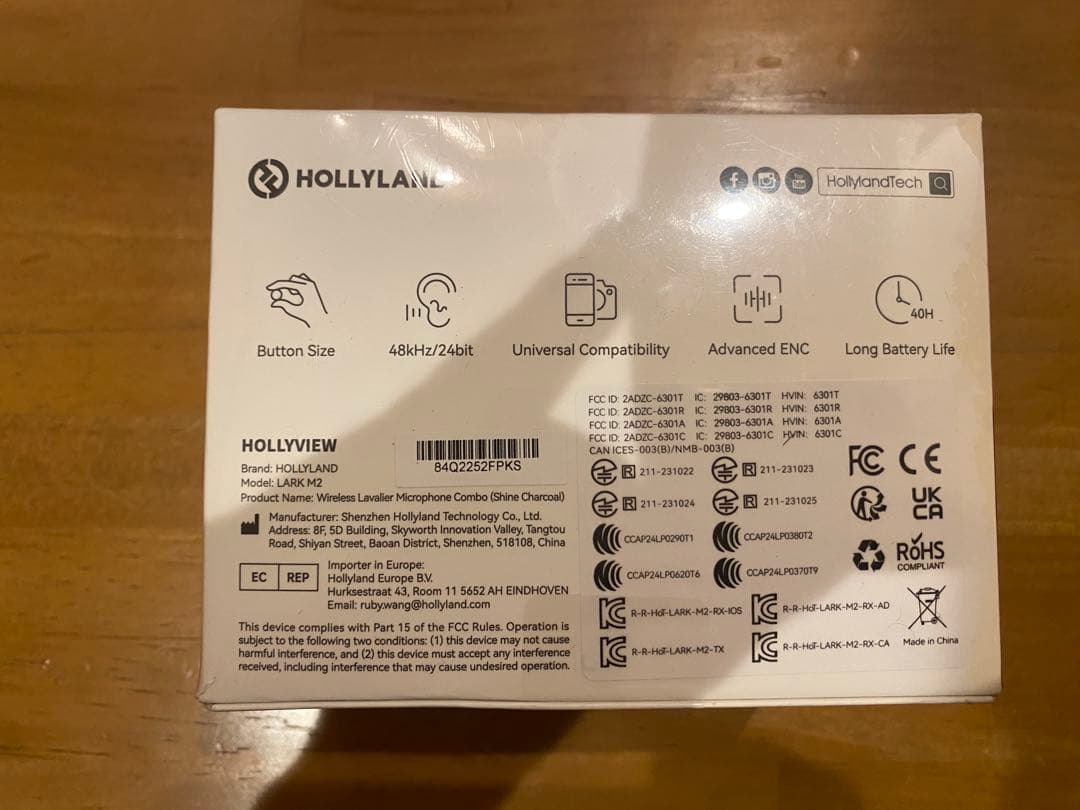 HOLLYLAND
You
Tube
HollylandTech
40H
Button Size
48kHz/24bit
Universal Compatibility
Advanced ENC
Long Battery Life
HOLLYVIEW
Brand: HOLLYLAND
Model: LARK M2
84Q2252FPKS
Product Name: Wireless Lavalier Microphone Combo (Shine Charcoal)
Manufacturer: Shenzhen Hollyland Technology Co., Ltd.
Address: 8F, 5D Building, Skyworth Innovation Valley, Tangtou
Road, Shiyan Street, Baoan District, Shenzhen, 518108, China
EC REP
Importer in Europe:
Hollyland Europe B.V.
Hurksestraat 43, Room 11 5652 AH EINDHOVEN
Email: ruby.wang@hollyland.com
This device complies with Part 15 of the FCC Rules. Operation is
subject to the following two conditions: (1) this device may not cause
harmful interference, and (2) this device must accept any interference
received, including interference that may cause undesired operation.
FCC ID: 2ADZC-6301T IC: 29803-6301T HVIN: 6301T
FCC ID: 2ADZC-6301R IC: 29803-6301R HVIN: 6301R
FCC ID: 2ADZC-6301A IC: 29803-6301A HVIN: 6301A
FCC ID: 2ADZC-6301C IC: 29803-6301C HVIN: 6301C
CAN ICES-003(B)/NMB-003(B)
R 211-231022 R 211-231023
R 211-231024 R 211-231025
CCAP24LP0290T1 CCAP24LP0380T2
CCAP24LP0620T6 CCAP24LP0370T9
R-R-HoT-LARK-M2-RX-IOS R-R-HoT-LARK-M2-RX-AD
R-R-HoT-LARK-M2-TX R-R-HoT-LARK-M2-RX-CA
FC CE
UK
CA
RoHS
COMPLIANT
Made in China